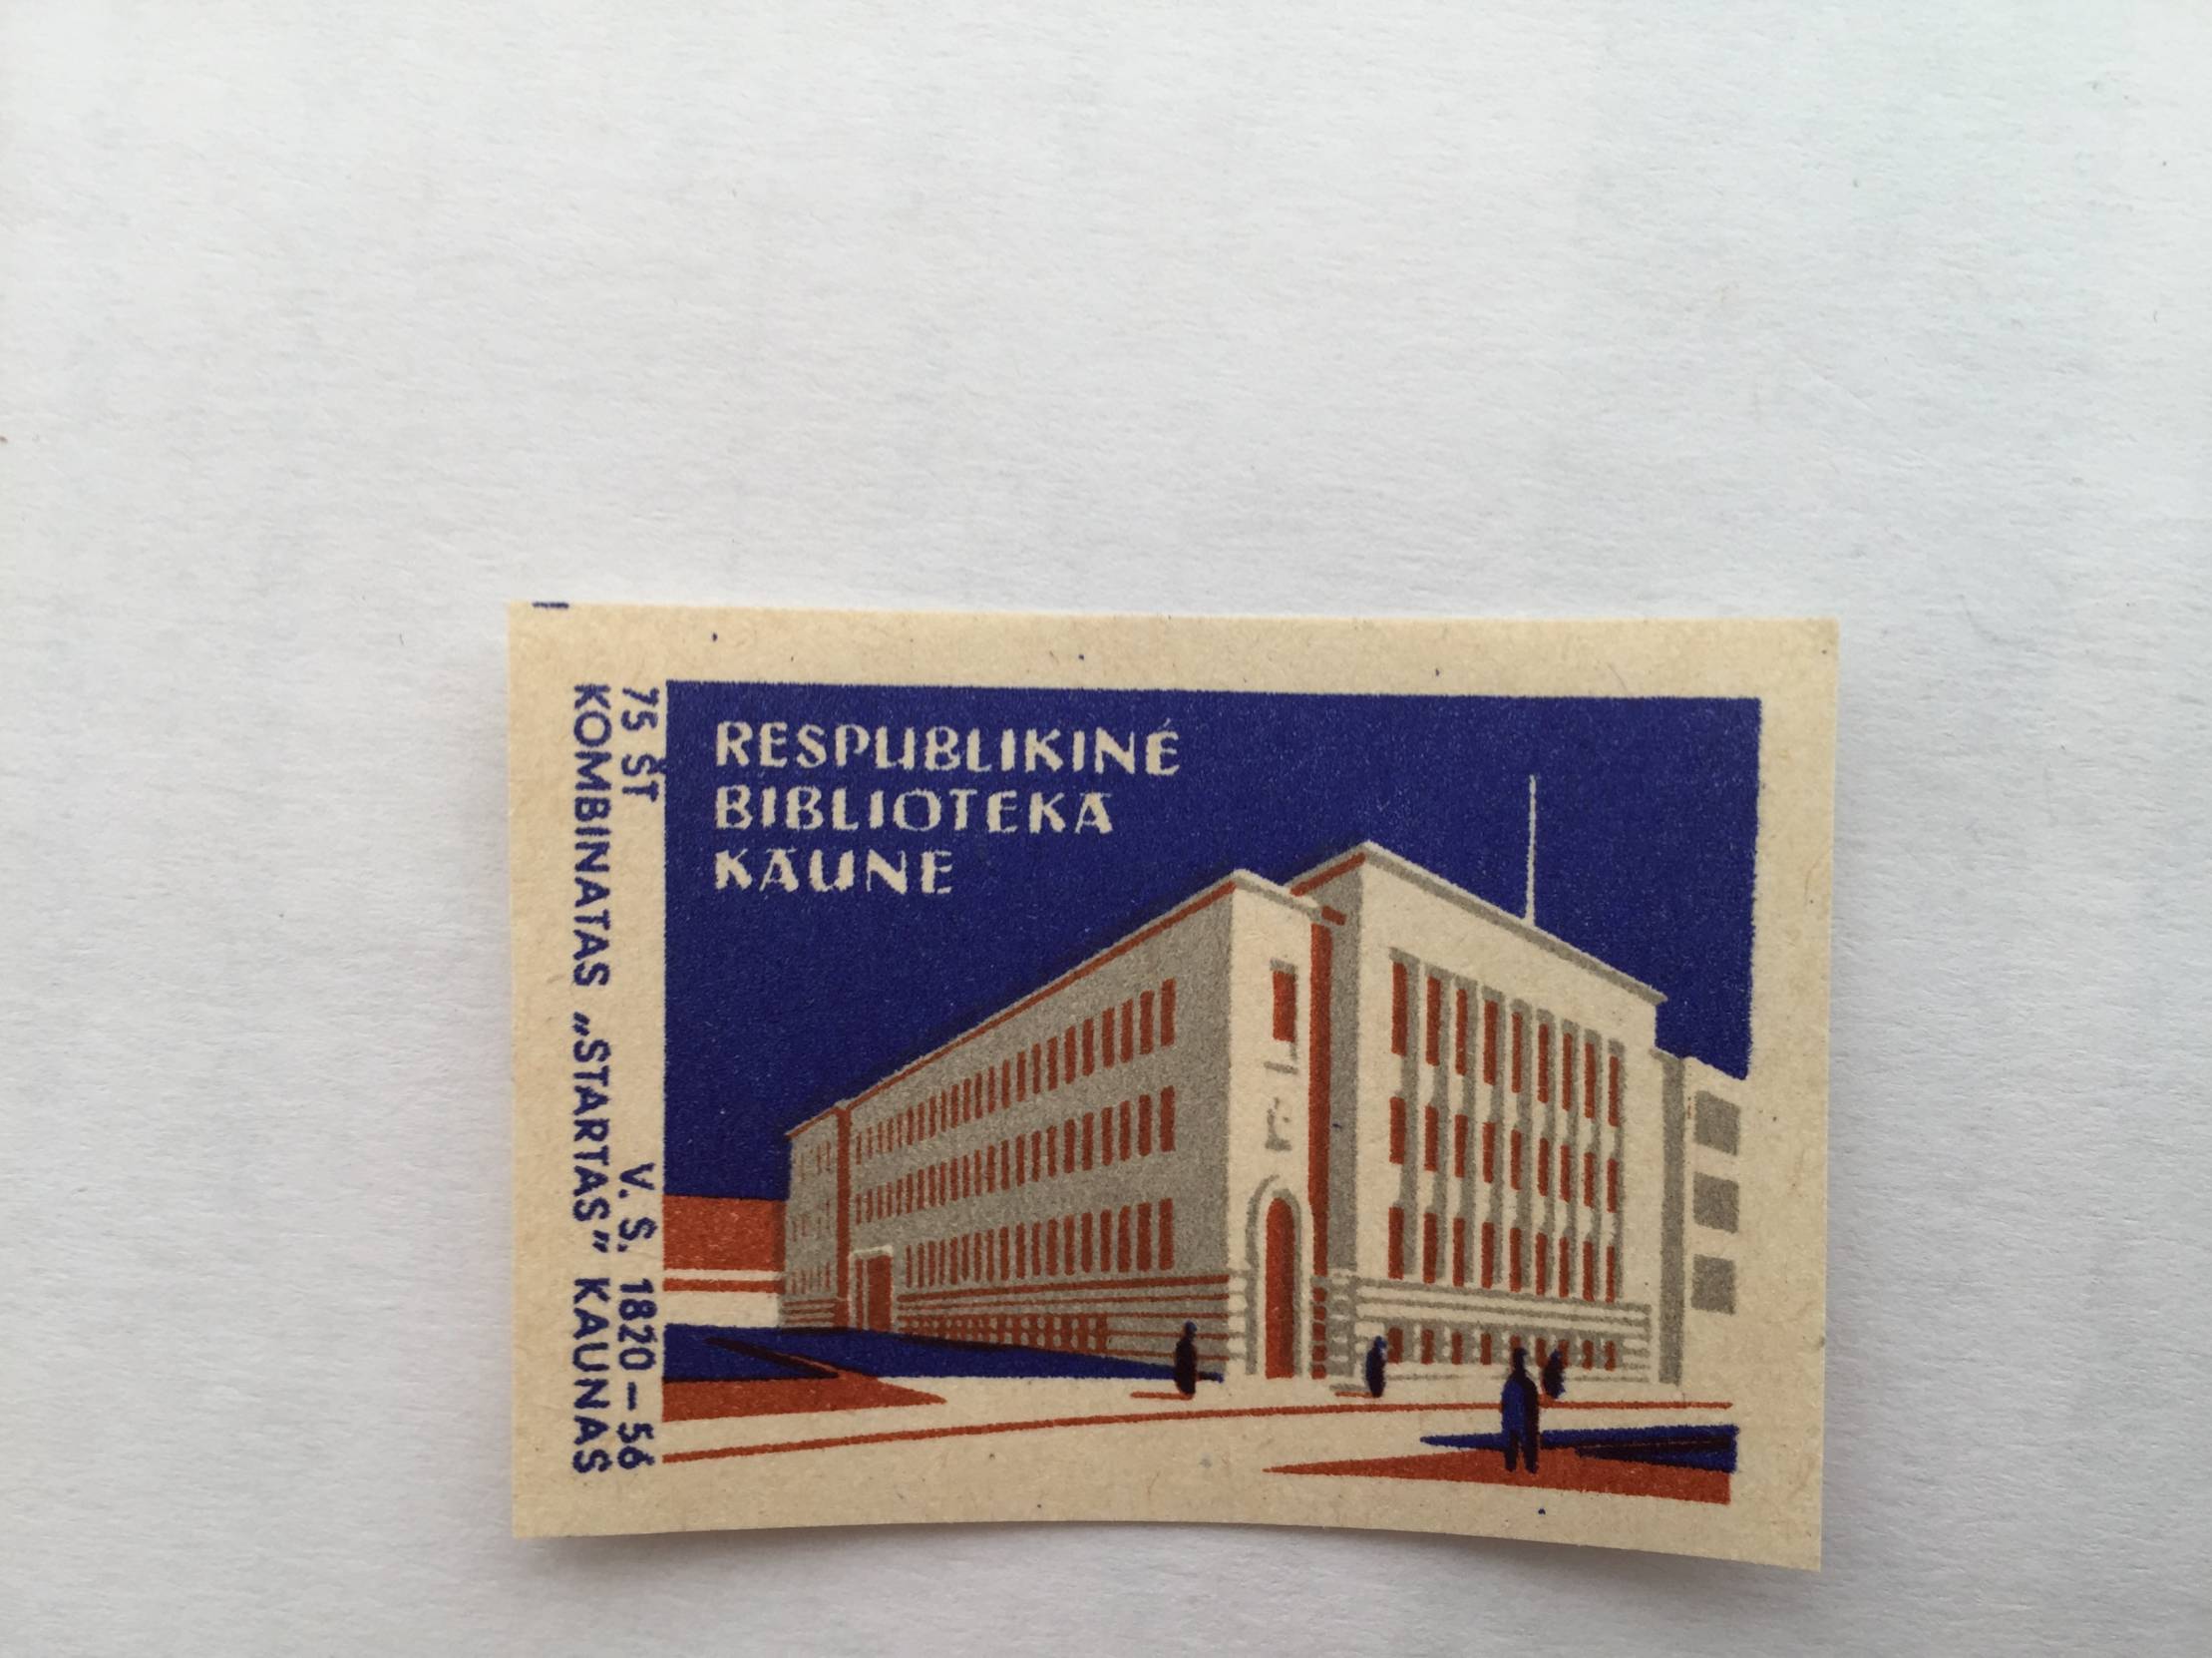 RESPUBLIKINĖ
BIBLIOTEKA
KAUNE
75 ŠT V. S. 1820—56
KOMBINATAS „STARTAS” KAUNAS